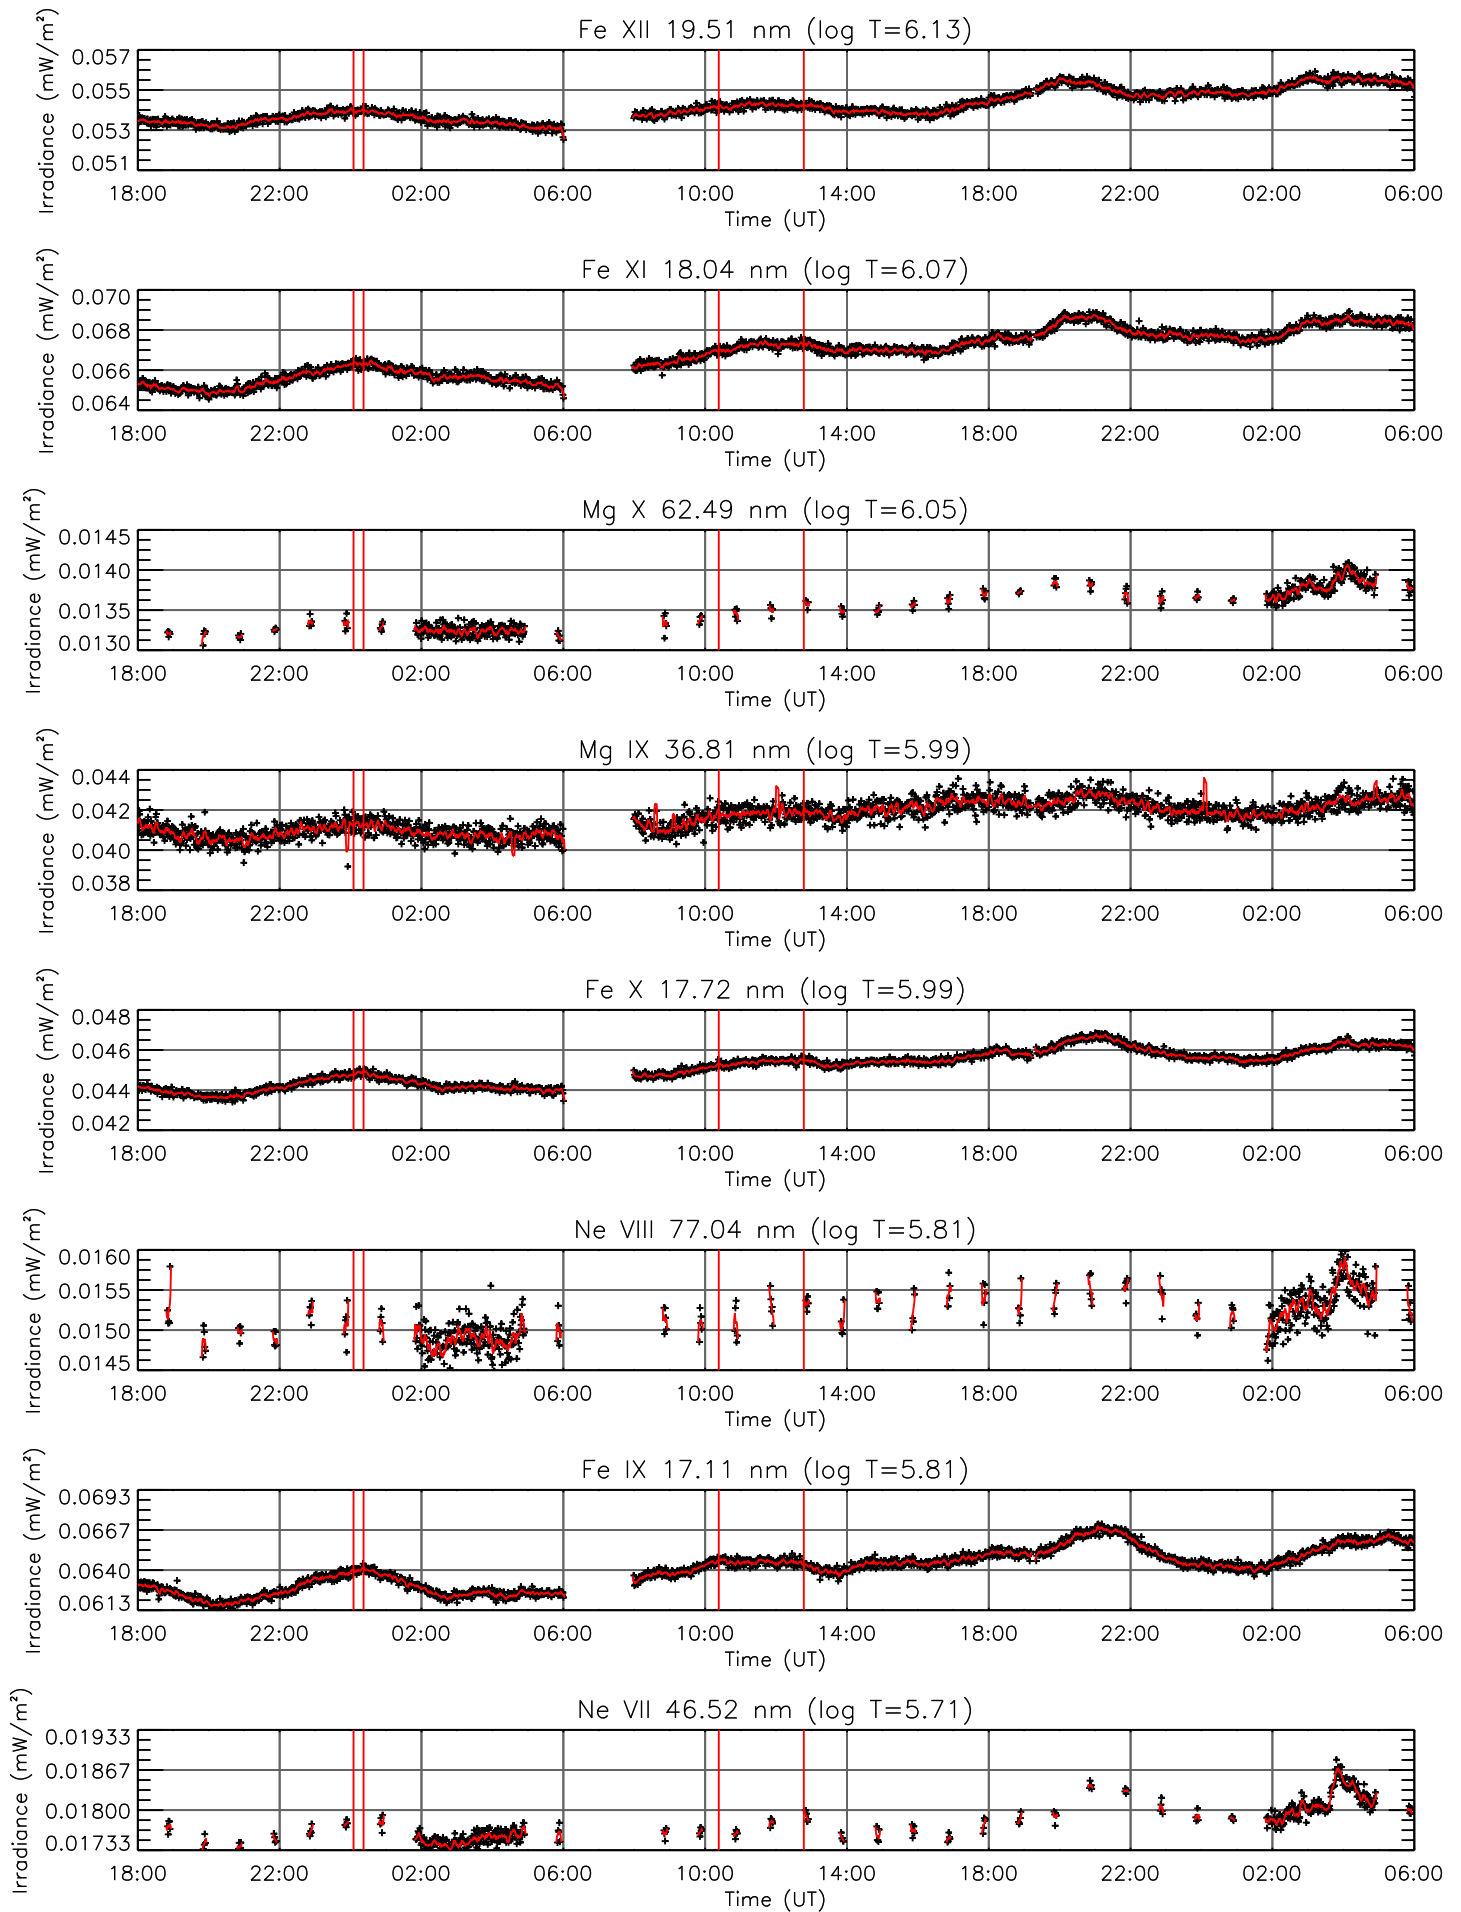 Fe XII 19.51 nm (log T=6.13)
Irradiance (mW/m²)
0.057
0.055
0.053
0.051
18:00 22:00 02:00 06:00 10:00 14:00 18:00 22:00 02:00 06:00
Time (UT)
Fe XI 18.04 nm (log T=6.07)
Irradiance (mW/m²)
0.070
0.068
0.066
0.064
18:00 22:00 02:00 06:00 10:00 14:00 18:00 22:00 02:00 06:00
Time (UT)
Mg X 62.49 nm (log T=6.05)
Irradiance (mW/m²)
0.0145
0.0140
0.0135
0.0130
18:00 22:00 02:00 06:00 10:00 14:00 18:00 22:00 02:00 06:00
Time (UT)
Mg IX 36.81 nm (log T=5.99)
Irradiance (mW/m²)
0.044
0.042
0.040
0.038
18:00 22:00 02:00 06:00 10:00 14:00 18:00 22:00 02:00 06:00
Time (UT)
Fe X 17.72 nm (log T=5.99)
Irradiance (mW/m²)
0.048
0.046
0.044
0.042
18:00 22:00 02:00 06:00 10:00 14:00 18:00 22:00 02:00 06:00
Time (UT)
Ne VIII 77.04 nm (log T=5.81)
Irradiance (mW/m²)
0.0160
0.0155
0.0150
0.0145
18:00 22:00 02:00 06:00 10:00 14:00 18:00 22:00 02:00 06:00
Time (UT)
Fe IX 17.11 nm (log T=5.81)
Irradiance (mW/m²)
0.0693
0.0667
0.0640
0.0613
18:00 22:00 02:00 06:00 10:00 14:00 18:00 22:00 02:00 06:00
Time (UT)
Ne VII 46.52 nm (log T=5.71)
Irradiance (mW/m²)
0.01933
0.01867
0.01800
0.01733
18:00 22:00 02:00 06:00 10:00 14:00 18:00 22:00 02:00 06:00
Time (UT)